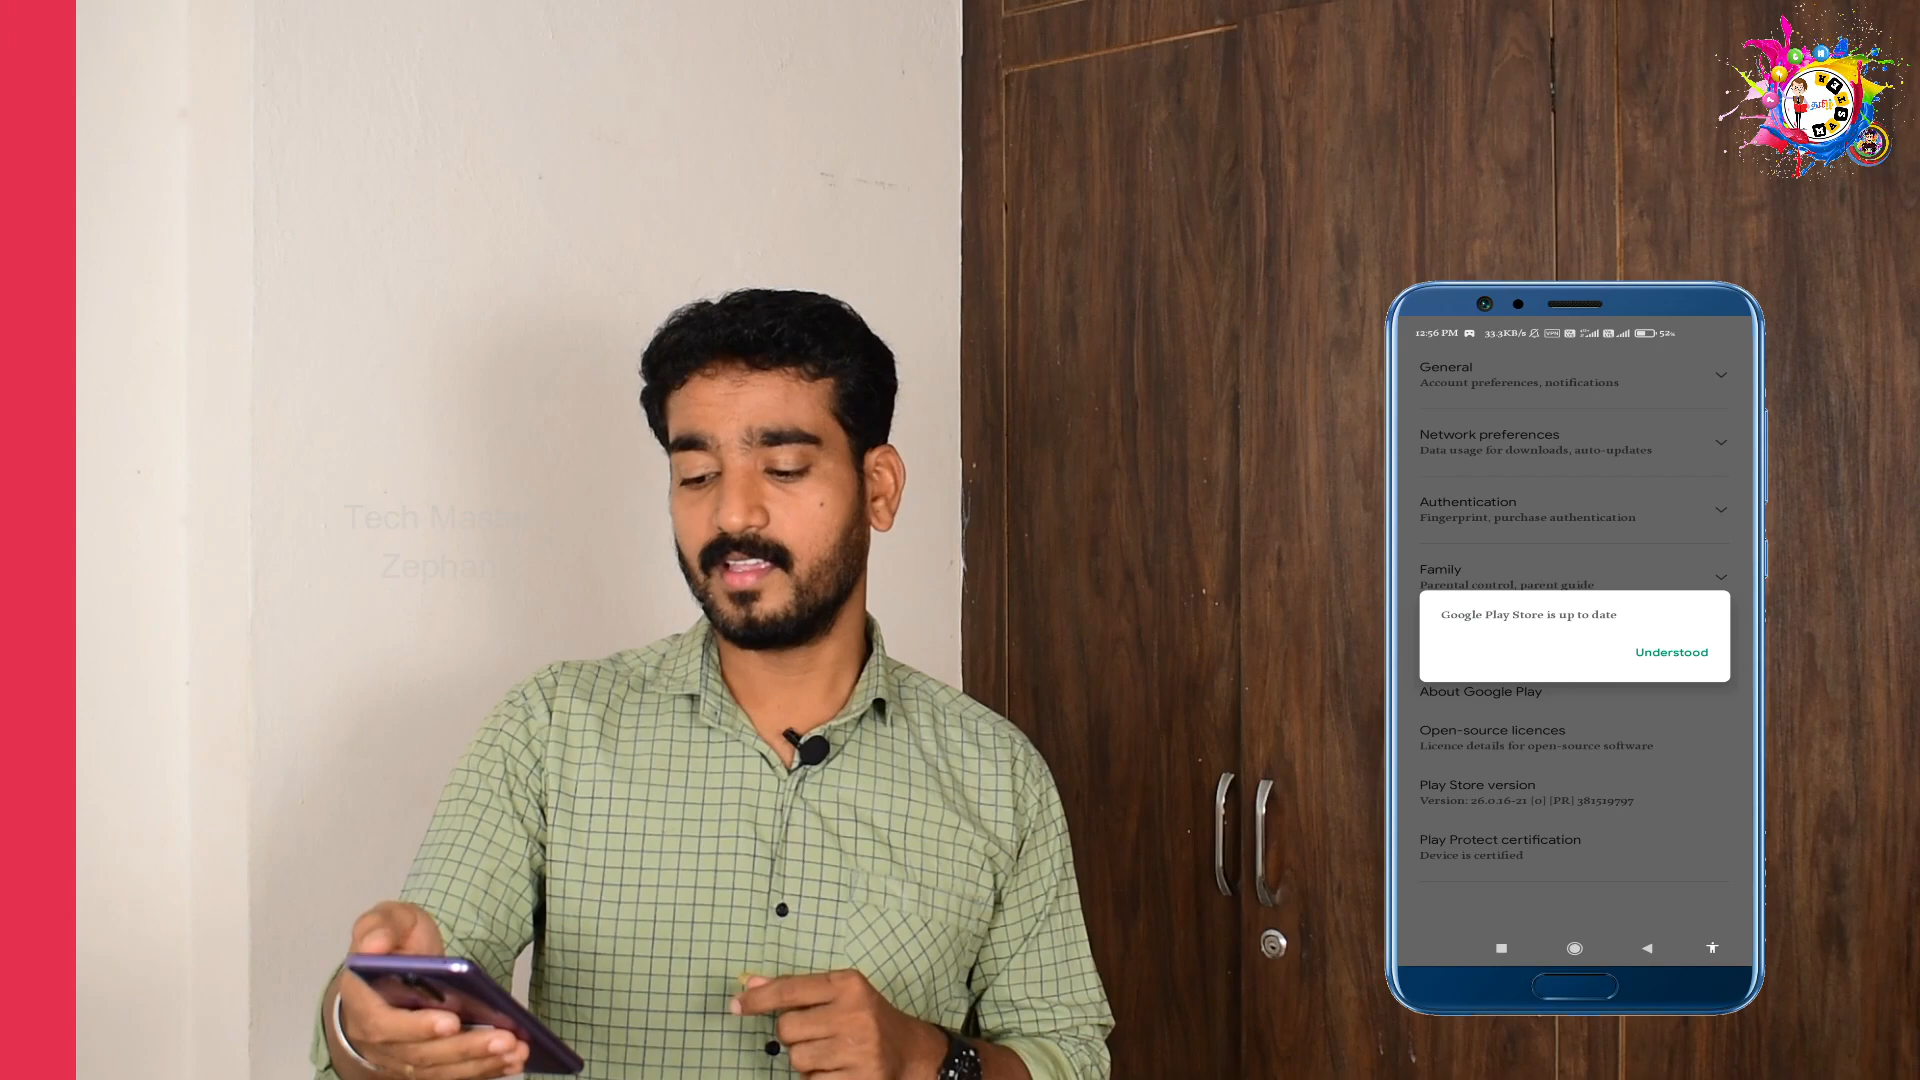 தமிழ்
Tech Master
Zephan
12:56 PM 33.3KB/s VPN 52%
General
Account preferences, notifications
Network preferences
Data usage for downloads, auto-updates
Authentication
Fingerprint, purchase authentication
Family
Parental control, parent guide
Google Play Store is up to date
Understood
About Google Play
Open-source licences
Licence details for open-source software
Play Store version
Version: 26.0.16-21 [0] [PR] 381519797
Play Protect certification
Device is certified